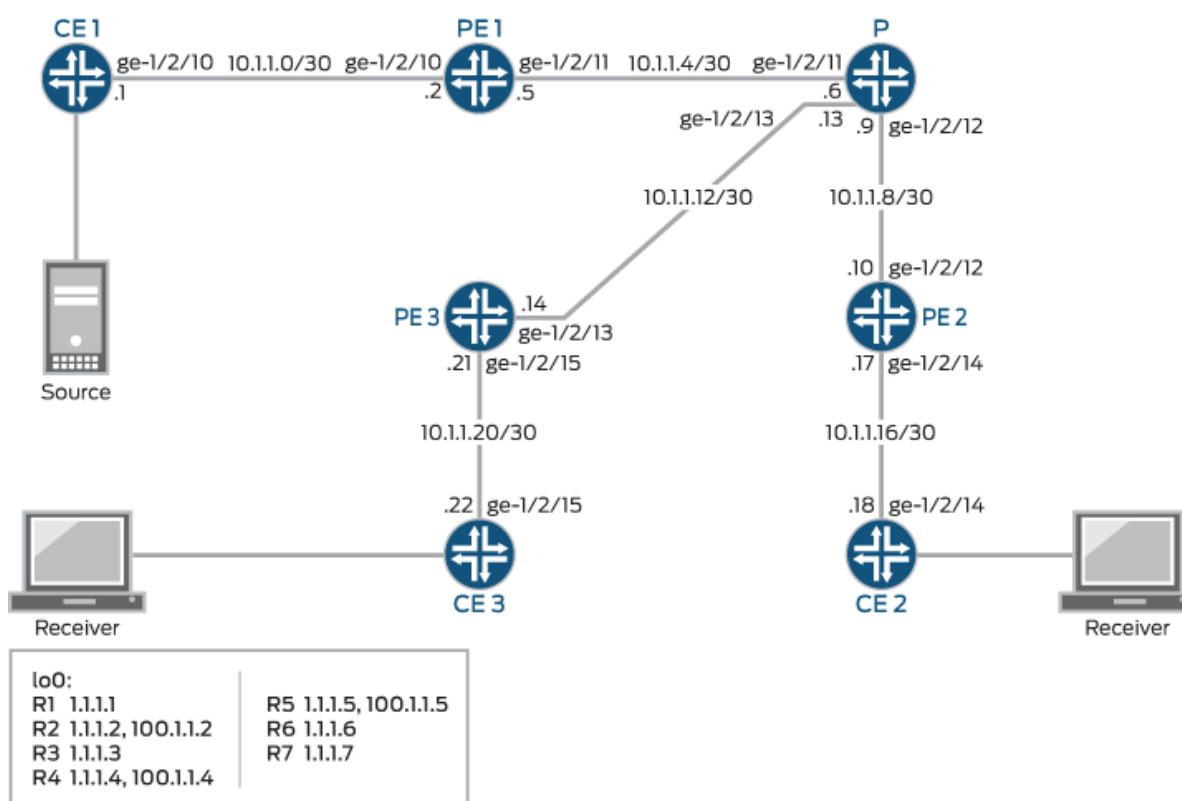 CE 1 PE 1 P
ge-1/2/10 10.1.1.0/30 ge-1/2/10 ge-1/2/11 10.1.1.4/30 ge-1/2/11
.1 .2 .5 .6
ge-1/2/13 .13 .9 ge-1/2/12
10.1.1.12/30 10.1.1.8/30
.10 ge-1/2/12
.14
PE 3 PE 2
ge-1/2/13
.21 ge-1/2/15 .17 ge-1/2/14
Source
10.1.1.20/30 10.1.1.16/30
.22 ge-1/2/15 .18 ge-1/2/14
CE 3 CE 2
Receiver Receiver
lo0:
R1 1.1.1.1
R2 1.1.1.2, 100.1.1.2
R3 1.1.1.3
R4 1.1.1.4, 100.1.1.4
R5 1.1.1.5, 100.1.1.5
R6 1.1.1.6
R7 1.1.1.7